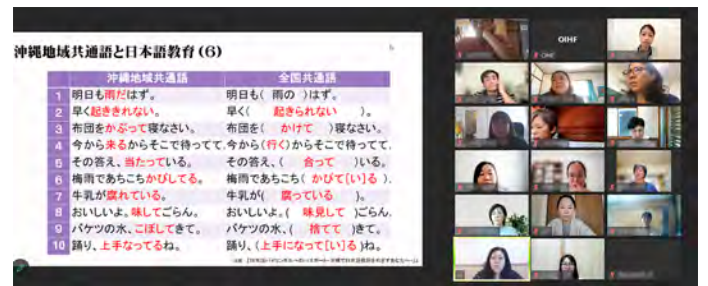 沖縄地域共通語と日本語教育(6)
沖縄地域共通語 全国共通語
1 明日も雨だはず。 明日も( 雨の )はず。
2 早く起ききれない。 早く( 起きられない )。
3 布団をかぶって寝なさい。 布団を( かけて )寝なさい。
4 今から来るからそこで待ってて。 今から(行く)からそこで待ってて。
5 その答え、当たっている。 その答え、( 合って )いる。
6 梅雨であちこちかびしてる。 梅雨であちこち( かびて[い]る )。
7 牛乳が腐れている。 牛乳が( 腐っている )。
8 おいしいよ。味してごらん。 おいしいよ。( 味見して )ごらん。
9 バケツの水、こぼしてきて。 バケツの水、( 捨てて )きて。
10 踊り、上手なってるね。 踊り、(上手になって[い]る)ね。
OIHF